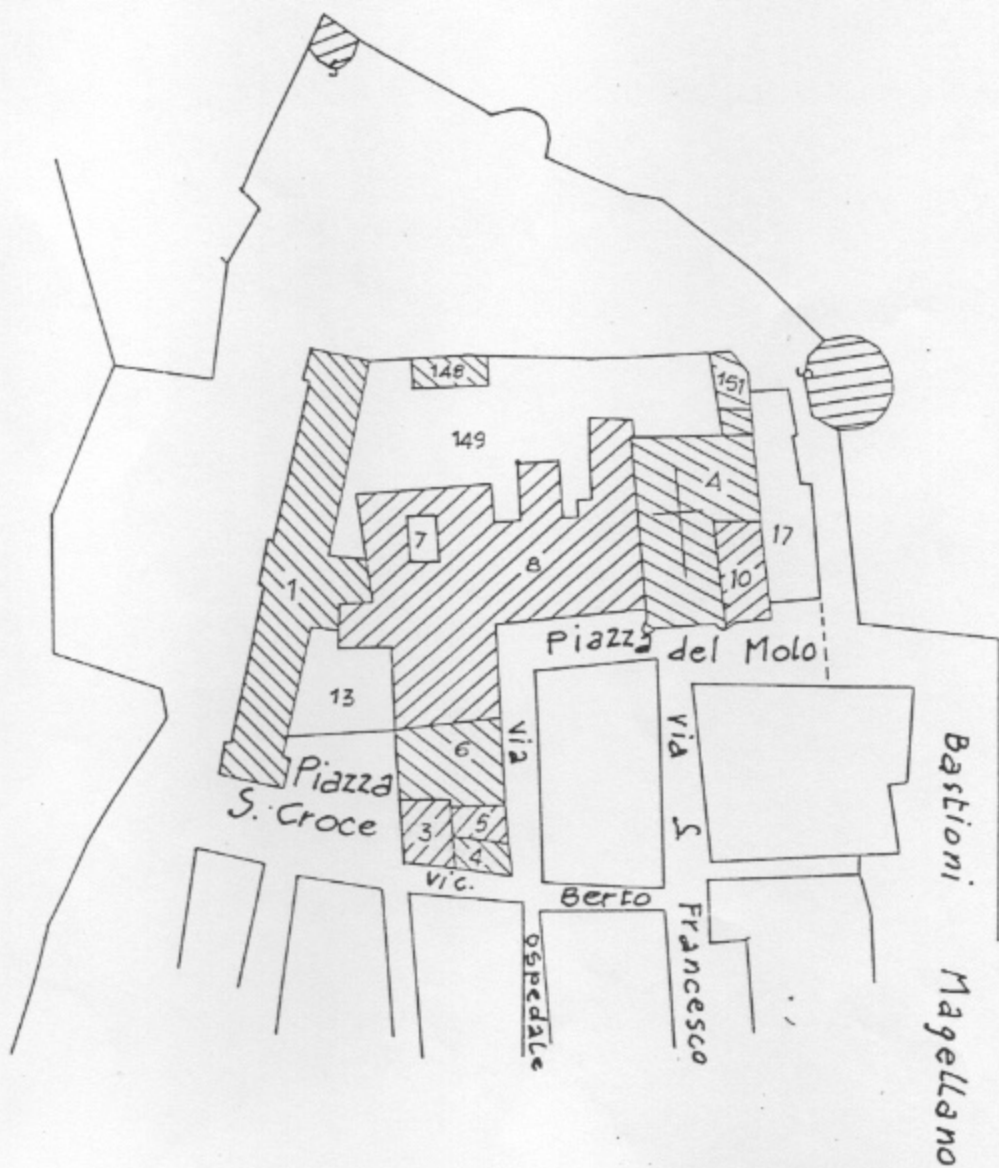 148
151
149
A
7
17
8
10
1
Piazza del Molo
13
6
Via
Via S. Francesco
Piazza
S. Croce
3
5
4
Vic. Berto
Ospedale
Bastioni Magellano